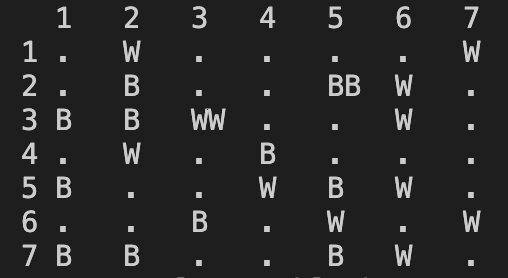 1 2 3 4 5 6 7
1 . W . . . . W
2 . B . . BB W .
3 B B WW . . W .
4 . W . B . . .
5 B . . W B W .
6 . . B . W . W
7 B B . . B W .